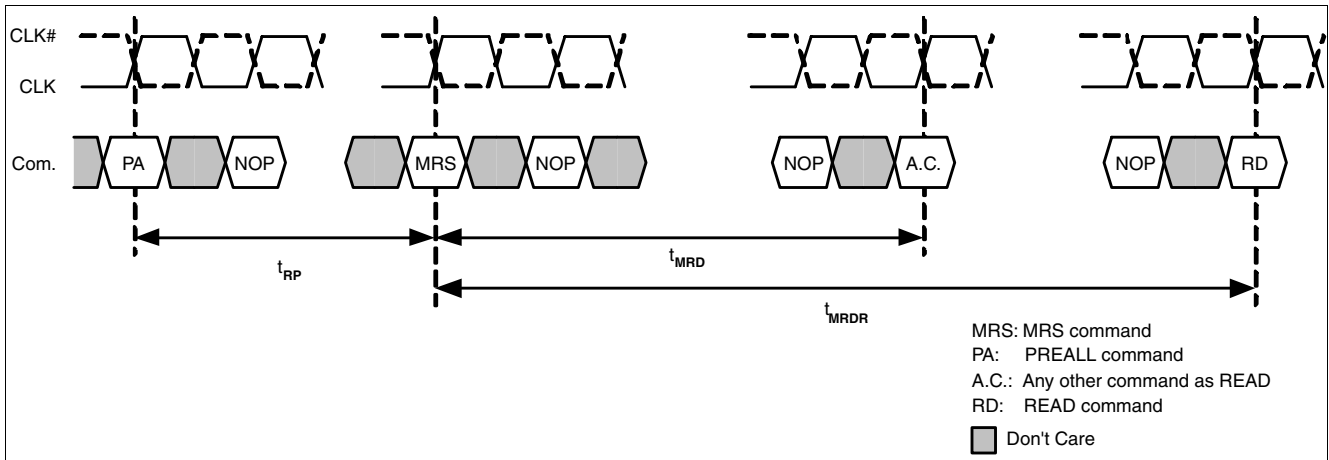 CLK#
CLK
Com. PA NOP MRS NOP NOP A.C. NOP RD
tRP
tMRD
tMRDR
MRS: MRS command
PA: PREALL command
A.C.: Any other command as READ
RD: READ command
Don't Care